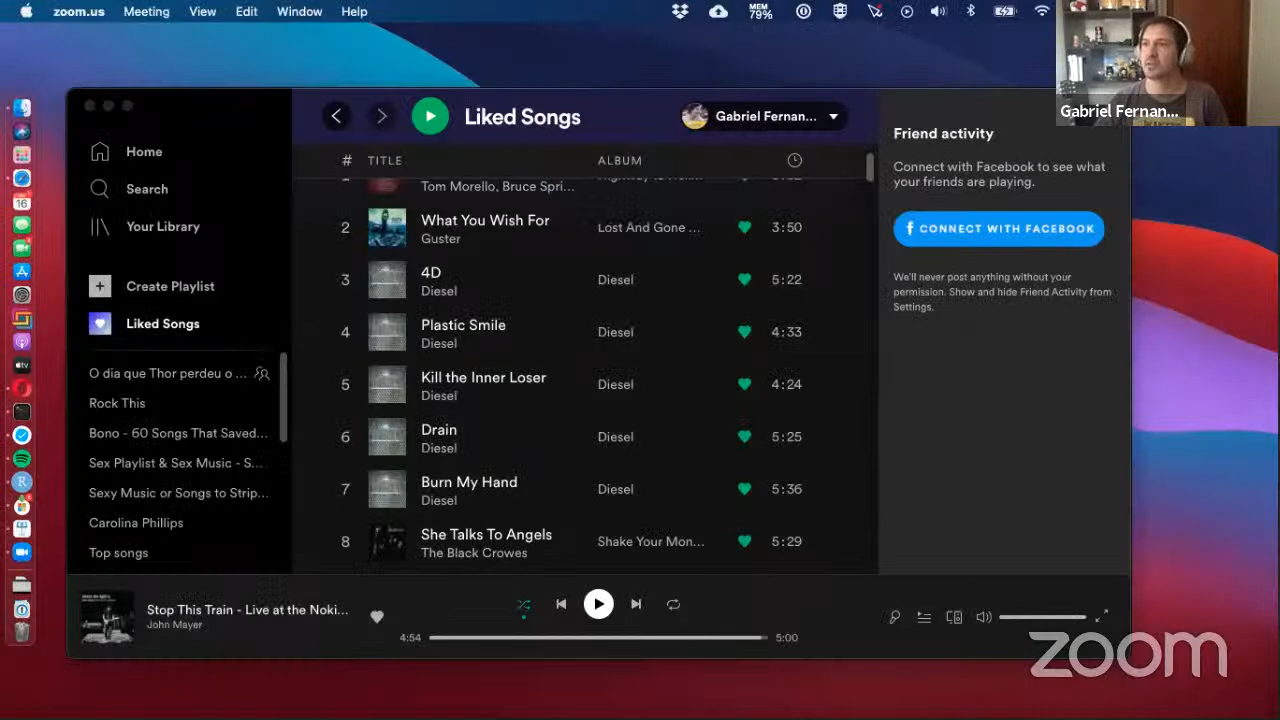 zoom.us Meeting View Edit Window Help
MEM
79%
Gabriel Fernan...
Home
Search
Your Library
Create Playlist
Liked Songs
O dia que Thor perdeu o ...
Rock This
Bono - 60 Songs That Saved...
Sex Playlist & Sex Music - S...
Sexy Music or Songs to Strip...
Carolina Phillips
Top songs
Liked Songs
Gabriel Fernan...
# TITLE ALBUM
Tom Morello, Bruce Spri...
2 What You Wish For Lost And Gone ... 3:50
Guster
3 4D Diesel 5:22
Diesel
4 Plastic Smile Diesel 4:33
Diesel
5 Kill the Inner Loser Diesel 4:24
Diesel
6 Drain Diesel 5:25
Diesel
7 Burn My Hand Diesel 5:36
Diesel
8 She Talks To Angels Shake Your Mon... 5:29
The Black Crowes
Friend activity
Connect with Facebook to see what
your friends are playing.
CONNECT WITH FACEBOOK
We'll never post anything without your
permission. Show and hide Friend Activity from
Settings.
Stop This Train - Live at the Noki...
John Mayer
4:54 5:00
zoom
16
tv
R